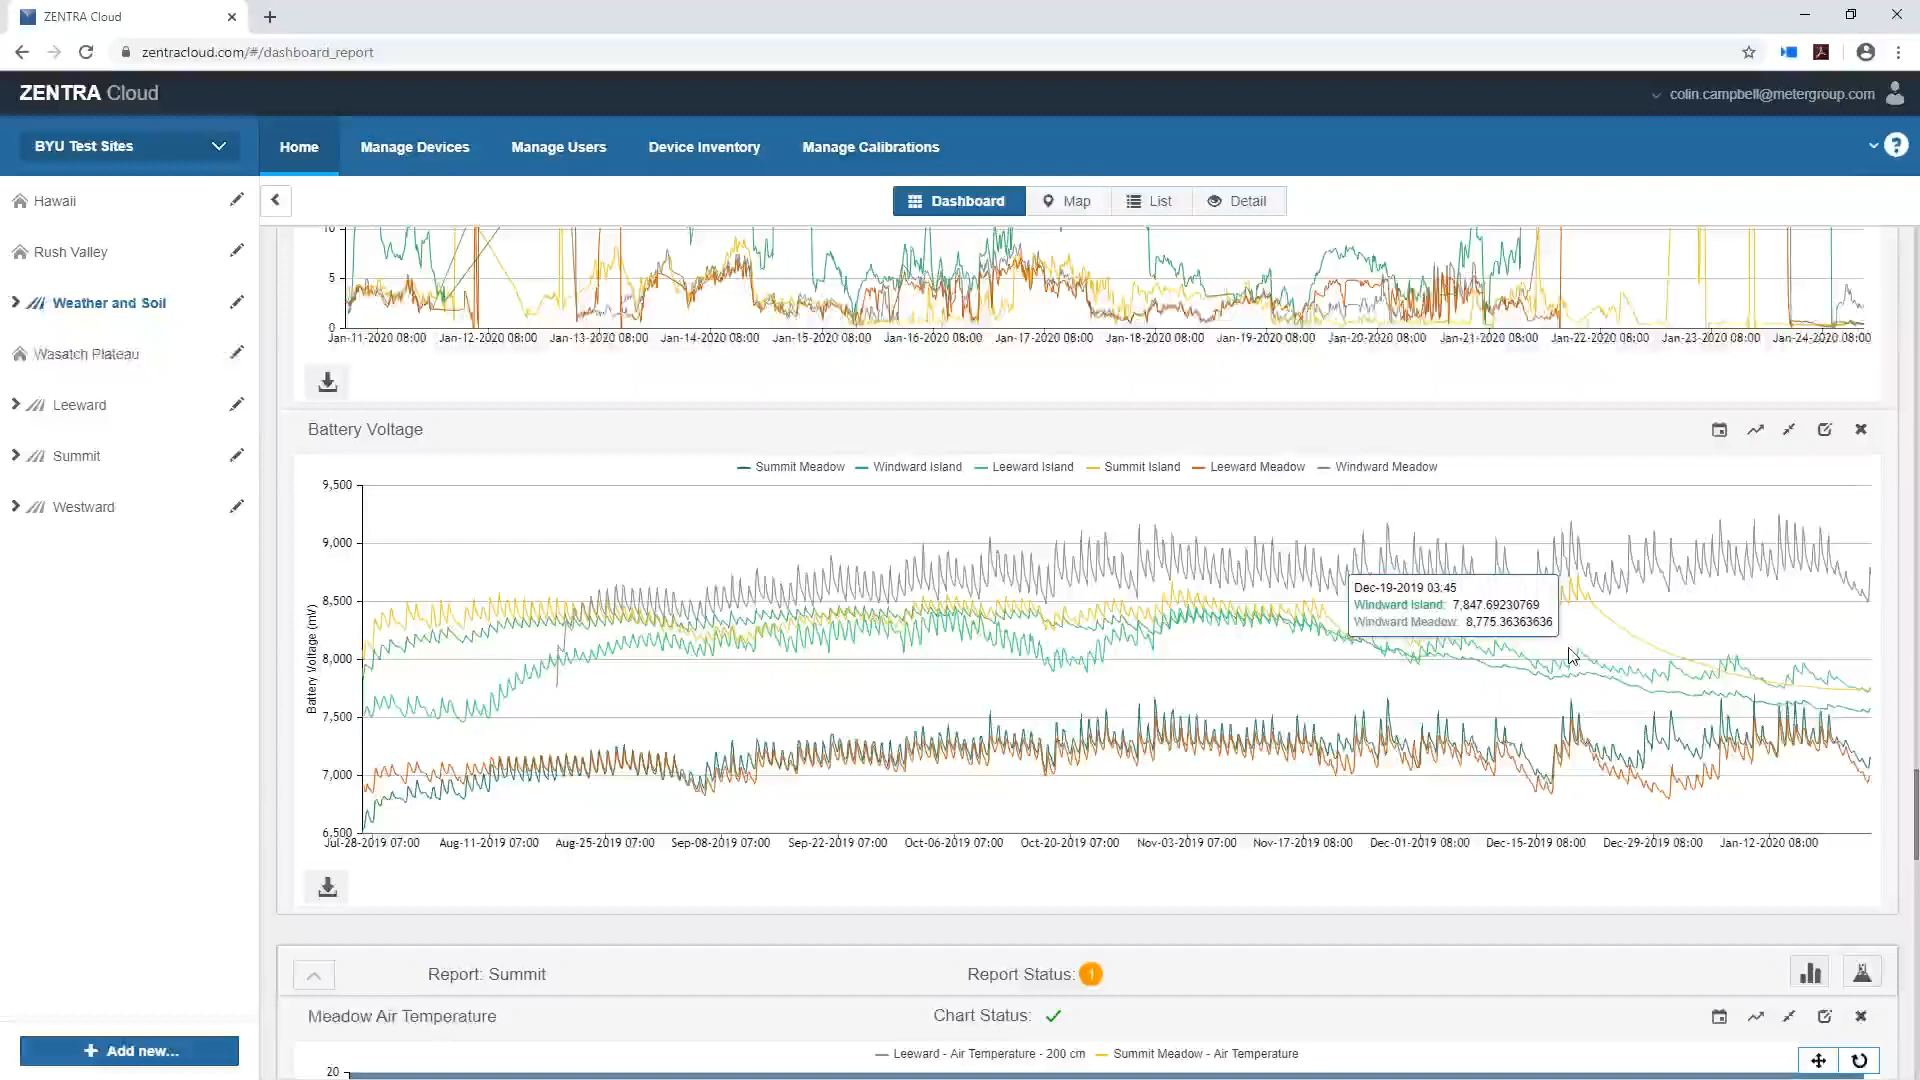 ZENTRA Cloud
zentracloud.com/#/dashboard_report
ZENTRA Cloud
colin.campbell@metergroup.com
BYU Test Sites
Home
Manage Devices
Manage Users
Device Inventory
Manage Calibrations
?
Hawaii
Rush Valley
Weather and Soil
Wasatch Plateau
Leeward
Summit
Westward
Add new...
Dashboard
Map
List
Detail
10
5
0
Jan-11-2020 08:00 Jan-12-2020 08:00 Jan-13-2020 08:00 Jan-14-2020 08:00 Jan-15-2020 08:00 Jan-16-2020 08:00 Jan-17-2020 08:00 Jan-18-2020 08:00 Jan-19-2020 08:00 Jan-20-2020 08:00 Jan-21-2020 08:00 Jan-22-2020 08:00 Jan-23-2020 08:00 Jan-24-2020 08:00
Battery Voltage
Summit Meadow Windward Island Leeward Island Summit Island Leeward Meadow Windward Meadow
Battery Voltage (mV)
9,500
9,000
8,500
8,000
7,500
7,000
6,500
Dec-19-2019 03:45
Windward Island: 7,847.69230769
Windward Meadow: 8,775.36363636
Jul-28-2019 07:00 Aug-11-2019 07:00 Aug-25-2019 07:00 Sep-08-2019 07:00 Sep-22-2019 07:00 Oct-06-2019 07:00 Oct-20-2019 07:00 Nov-03-2019 07:00 Nov-17-2019 08:00 Dec-01-2019 08:00 Dec-15-2019 08:00 Dec-29-2019 08:00 Jan-12-2020 08:00
Report: Summit
Report Status: 1
Meadow Air Temperature
Chart Status:
Leeward - Air Temperature - 200 cm Summit Meadow - Air Temperature
20